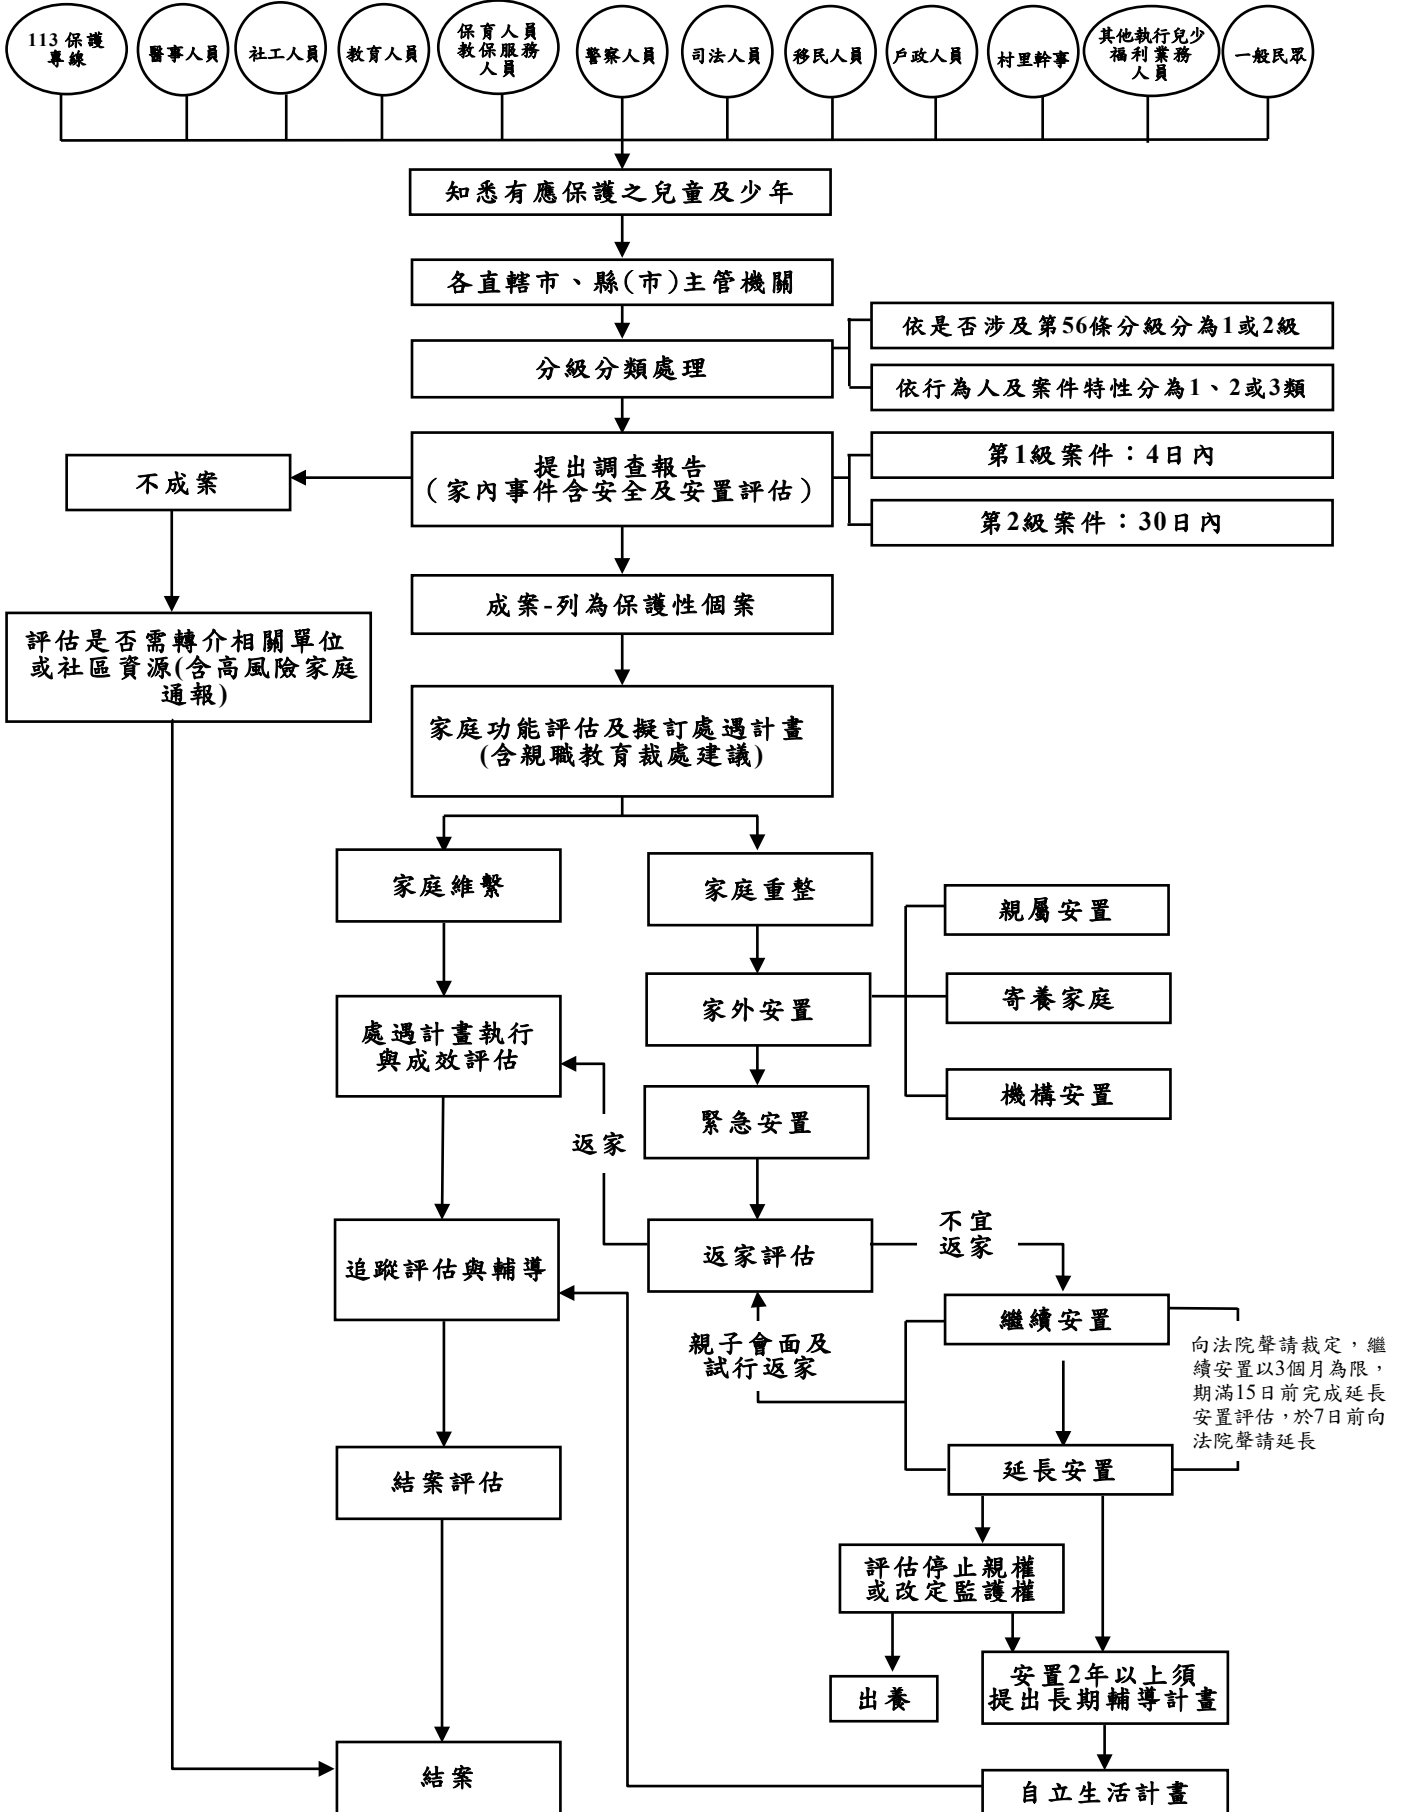 113保護
專線
醫事人員
社工人員
教育人員
保育人員
教保服務
人員
警察人員
司法人員
移民人員
戶政人員
村里幹事
其他執行兒少
福利業務
人員
一般民眾
知悉有應保護之兒童及少年
各直轄市、縣(市)主管機關
分級分類處理
依是否涉及第56條分級分為1或2級
依行為人及案件特性分為1、2或3類
提出調查報告
(家內事件含安全及安置評估)
第1級案件：4日內
第2級案件：30日內
不成案
成案-列為保護性個案
評估是否需轉介相關單位
或社區資源(含高風險家庭
通報)
家庭功能評估及擬訂處遇計畫
(含親職教育裁處建議)
家庭維繫
家庭重整
親屬安置
家外安置
寄養家庭
機構安置
處遇計畫執行
與成效評估
緊急安置
返家
追蹤評估與輔導
返家評估
不宜
返家
繼續安置
親子會面及
試行返家
向法院聲請裁定，繼
續安置以3個月為限，
期滿15日前完成延長
安置評估，於7日前向
法院聲請延長
延長安置
結案評估
評估停止親權
或改定監護權
出養
安置2年以上須
提出長期輔導計畫
結案
自立生活計畫